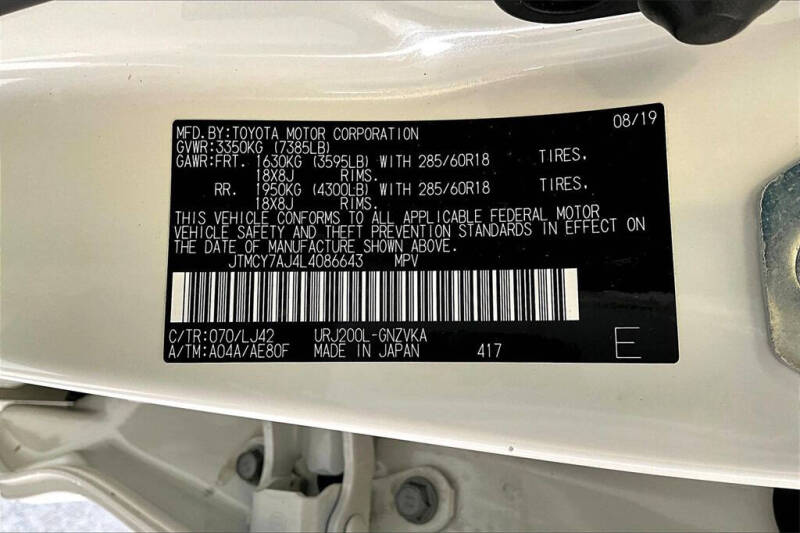 08/19
MFD.BY:TOYOTA MOTOR CORPORATION
GVWR:3350KG (7385LB)
GAWR:FRT. 1630KG (3595LB) WITH 285/60R18 TIRES,
18X8J RIMS.
RR. 1950KG (4300LB) WITH 285/60R18 TIRES,
18X8J RIMS.
THIS VEHICLE CONFORMS TO ALL APPLICABLE FEDERAL MOTOR
VEHICLE SAFETY AND THEFT PREVENTION STANDARDS IN EFFECT ON
THE DATE OF MANUFACTURE SHOWN ABOVE.
JTMCY7AJ4L4086643 MPV
C/TR:070/LJ42 URJ200L-GNZVKA
A/TM:A04A/AE80F MADE IN JAPAN 417 E